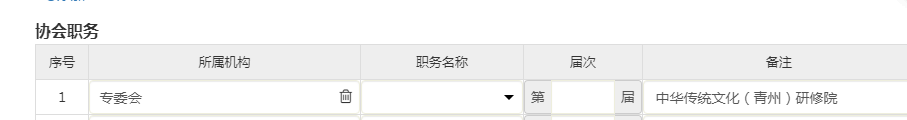 协会职务
序号 所属机构 职务名称 届次 备注
1 专委会 第 届 中华传统文化（青州）研修院